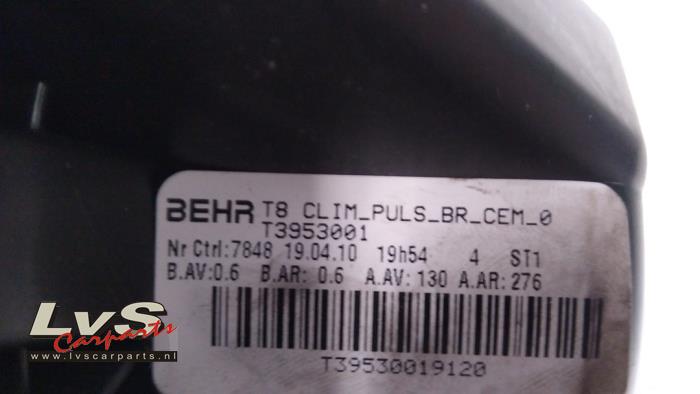 BEHR T8 CLIM_PULS_BR_CEM_0
T3953001
Nr Ctrl:7848 19.04.10 19h54 4 ST1
B.AV:0.6 B.AR: 0.6 A.AV: 130 A.AR: 276
T39530019120
LvS
Carparts
www.lvscarparts.nl